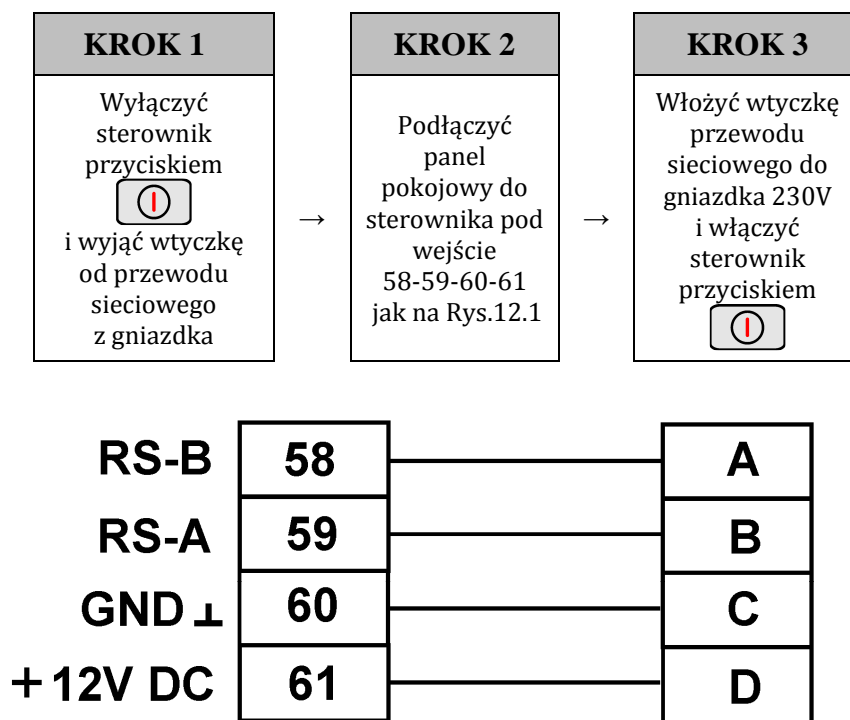 KROK 1
Wyłączyć
sterownik
przyciskiem
i wyjąć wtyczkę
od przewodu
sieciowego
z gniazdka
→
KROK 2
Podłączyć
panel
pokojowy do
sterownika pod
wejście
58-59-60-61
jak na Rys.12.1
→
KROK 3
Włożyć wtyczkę
przewodu
sieciowego do
gniazdka 230V
i włączyć
sterownik
przyciskiem
RS-B 58 A
RS-A 59 B
GND ⊥ 60 C
+12V DC 61 D